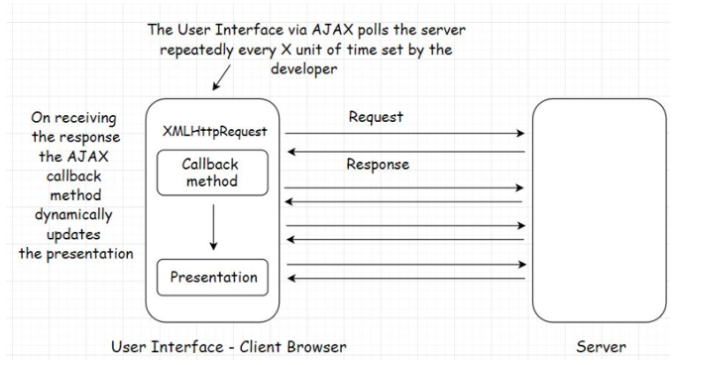 The User Interface via AJAX polls the server
repeatedly every X unit of time set by the
developer
On receiving
the response
the AJAX
callback
method
dynamically
updates
the presentation
XMLHttpRequest
Callback
method
Presentation
Request
Response
User Interface - Client Browser
Server